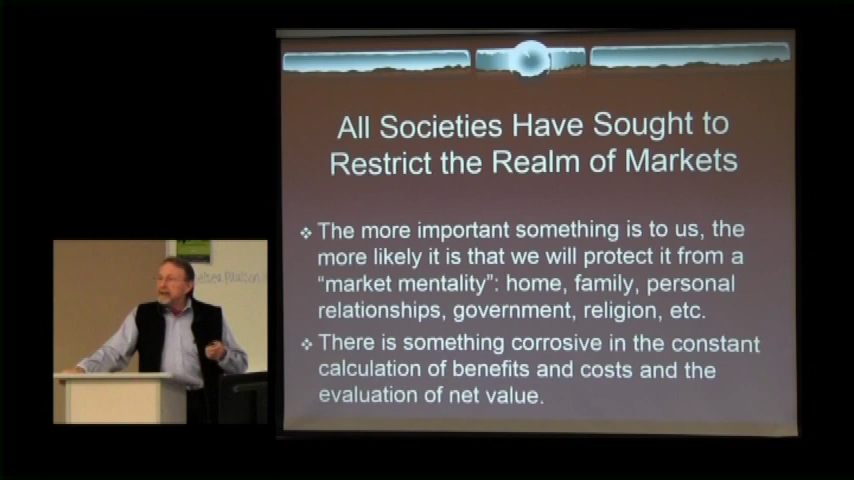 All Societies Have Sought to
Restrict the Realm of Markets
The more important something is to us, the
more likely it is that we will protect it from a
“market mentality”: home, family, personal
relationships, government, religion, etc.
There is something corrosive in the constant
calculation of benefits and costs and the
evaluation of net value.